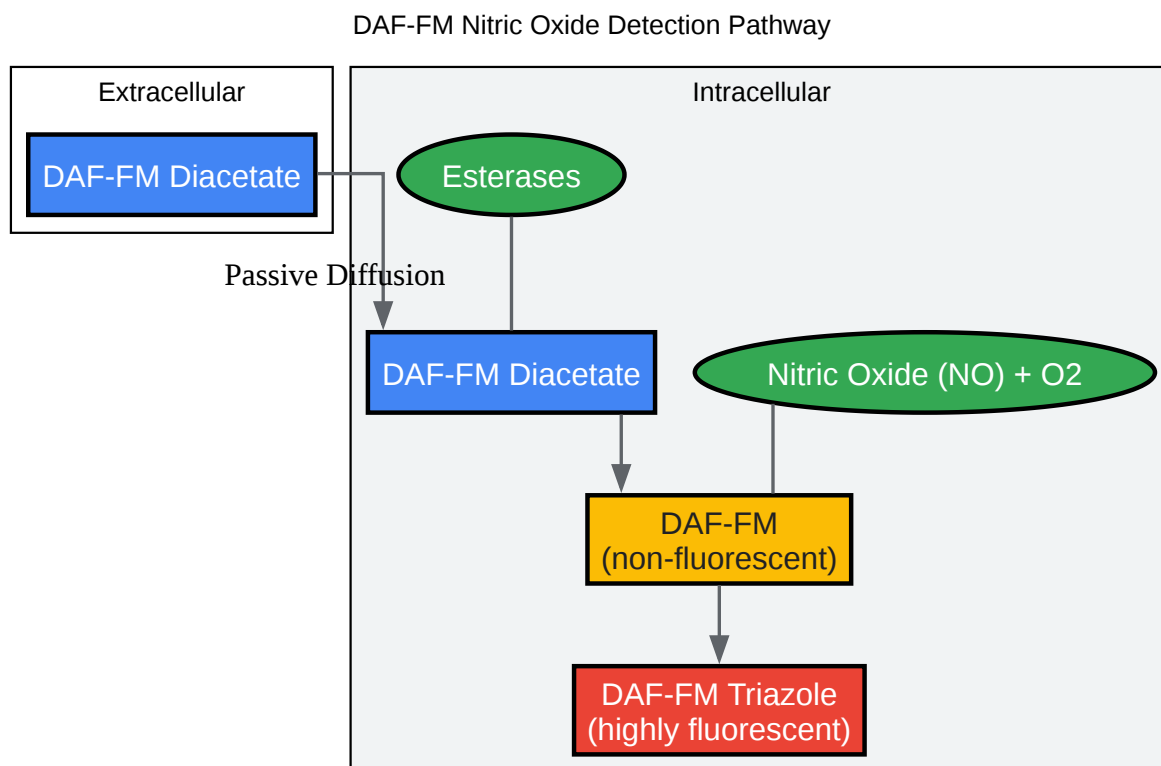 DAF-FM Nitric Oxide Detection Pathway
Extracellular
Intracellular
DAF-FM Diacetate
Esterases
Passive Diffusion
DAF-FM Diacetate
Nitric Oxide (NO) + O2
DAF-FM
(non-fluorescent)
DAF-FM Triazole
(highly fluorescent)